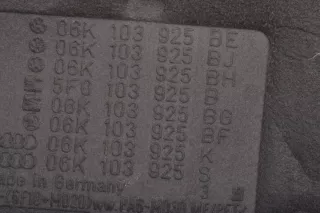 06K 103 925 BE
06K 103 925 BJ
06K 103 925 BH
5F0 103 925 B
06K 103 925 BG
06K 103 925 BF
06K 103 925 K
06K 103 925 S
ade in Germany